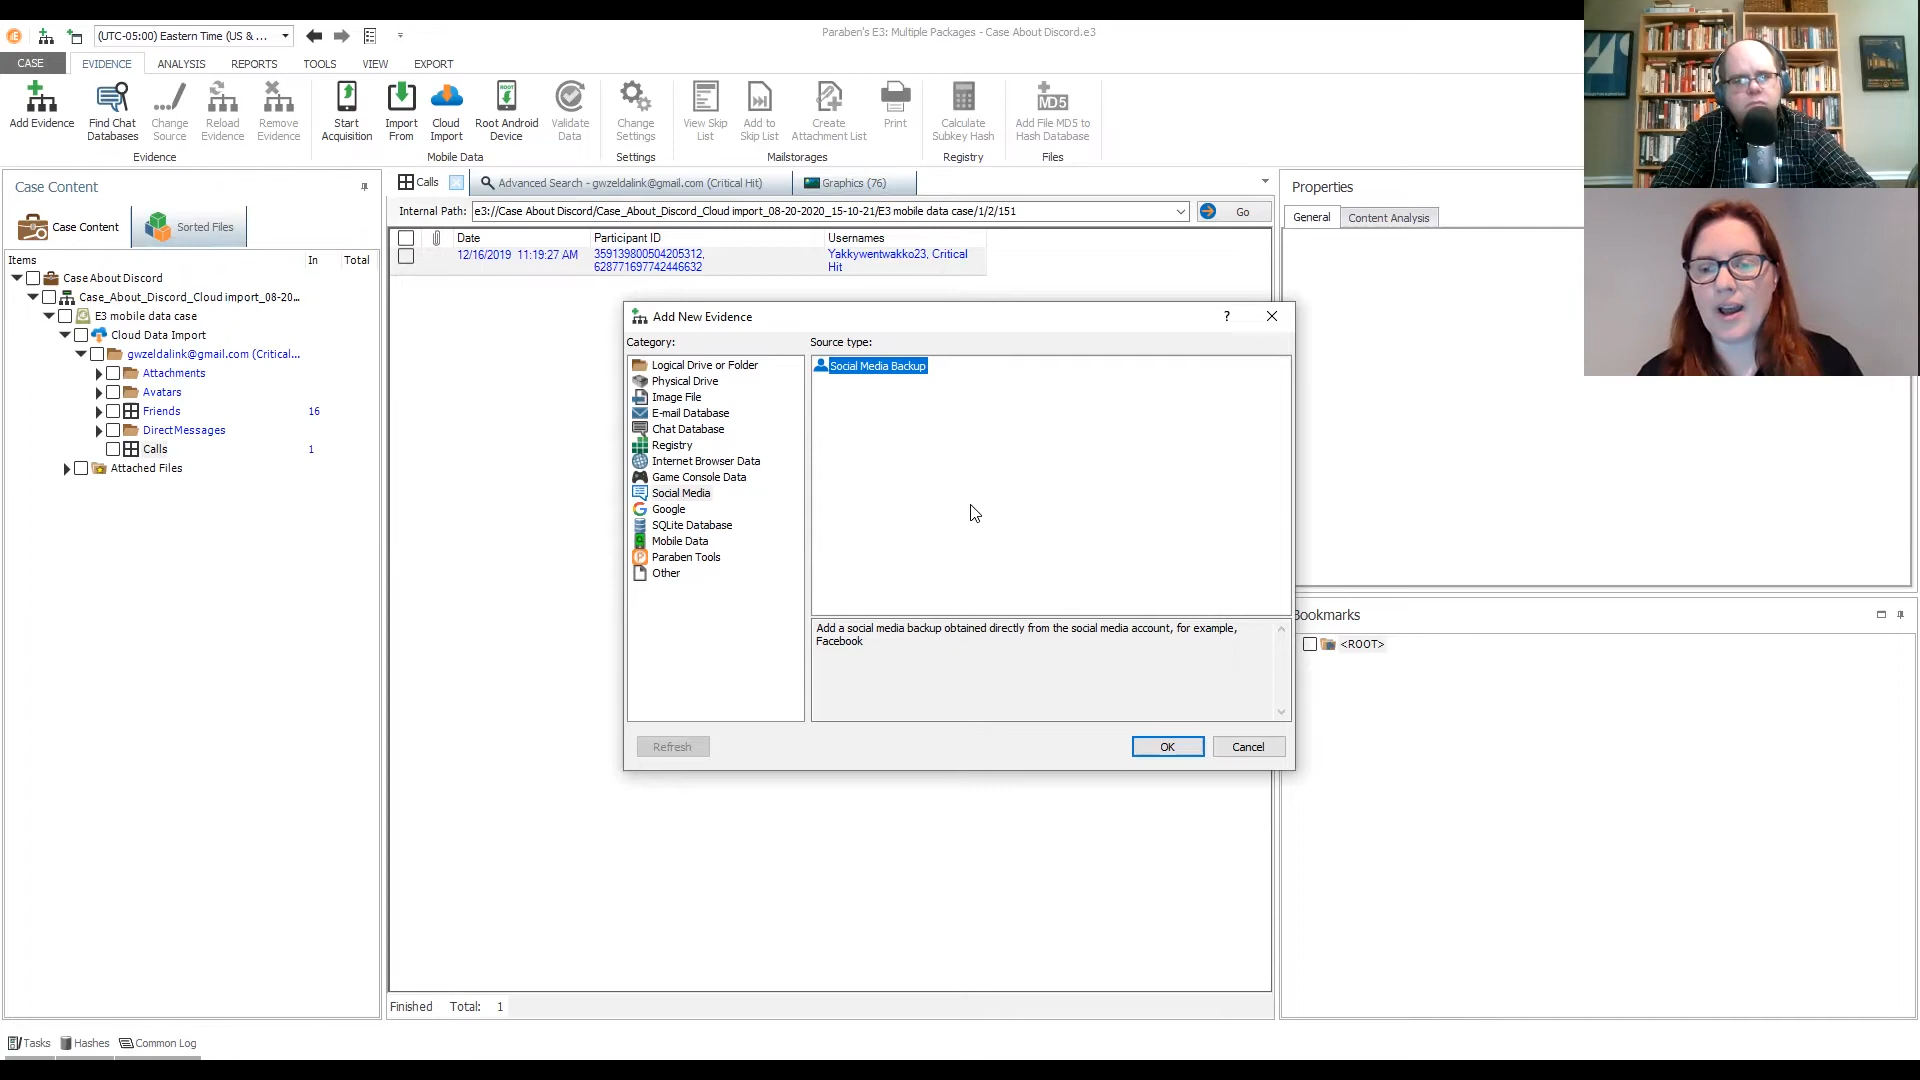 (UTC-05:00) Eastern Time (US & ...
Paraben's E3: Multiple Packages - Case About Discord.e3
CASE EVIDENCE ANALYSIS REPORTS TOOLS VIEW EXPORT
Add Evidence
Find Chat
Databases
Change
Source
Reload
Evidence
Remove
Evidence
Evidence
Start
Acquisition
Import
From
Cloud
Import
Root Android
Device
Validate
Data
Mobile Data
Change
Settings
Settings
View Skip
List
Add to
Skip List
Create
Attachment List
Print
Mailstorages
Calculate
Subkey Hash
Registry
MD5
Add File MD5 to
Hash Database
Files
Case Content
Case Content
Sorted Files
Items In Total
Case About Discord
Case_About_Discord_Cloud import_08-20...
E3 mobile data case
Cloud Data Import
gwzeldalink@gmail.com (Critical...
Attachments
Avatars
Friends 16
DirectMessages
Calls 1
Attached Files
Calls
Advanced Search - gwzeldalink@gmail.com (Critical Hit)
Graphics (76)
Internal Path: e3://Case About Discord/Case_About_Discord_Cloud import_08-20-2020_15-10-21/E3 mobile data case/1/2/151 Go
Date Participant ID Usernames
12/16/2019 11:19:27 AM 359139800504205312, Yakkywentwakko23, Critical
628771697742446632 Hit
Add New Evidence ?
Category: Source type:
Logical Drive or Folder
Physical Drive
Image File
E-mail Database
Chat Database
Registry
Internet Browser Data
Game Console Data
Social Media
Google
SQLite Database
Mobile Data
Paraben Tools
Other
Social Media Backup
Add a social media backup obtained directly from the social media account, for example,
Facebook
Refresh OK Cancel
Properties
General Content Analysis
Bookmarks
<ROOT>
Finished Total: 1
Tasks Hashes Common Log